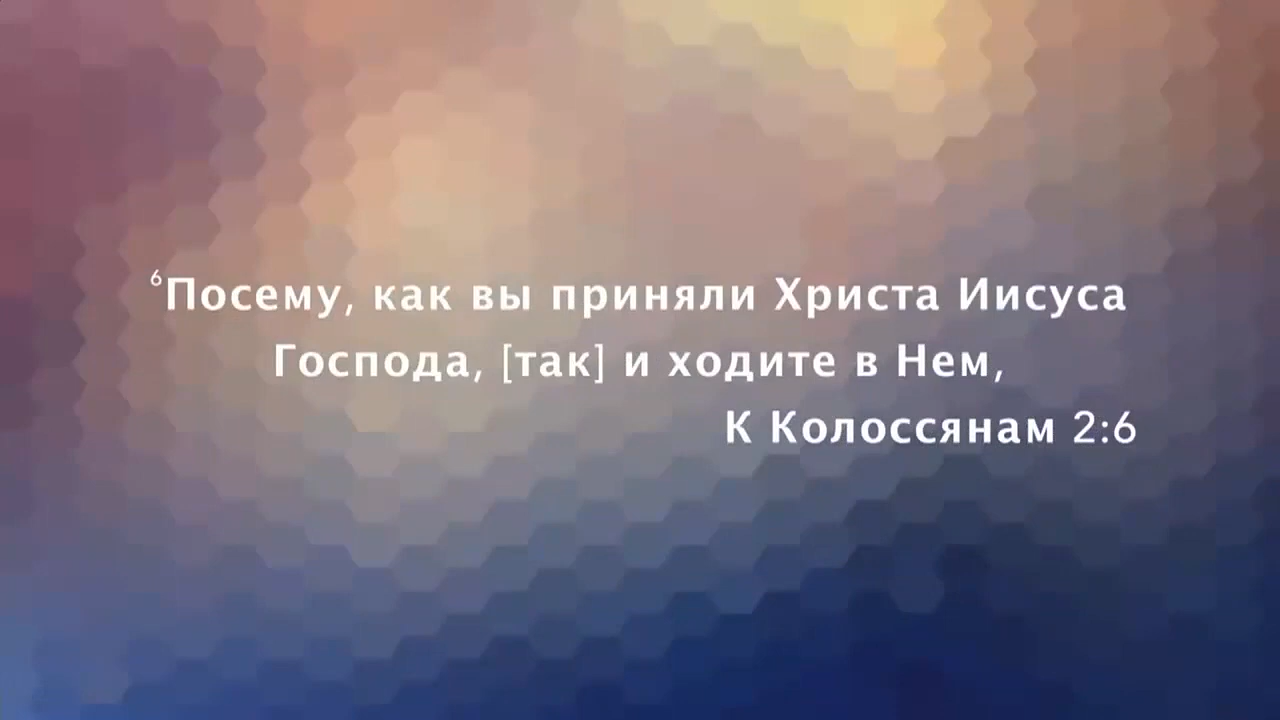 ⁶Посему, как вы приняли Христа Иисуса
Господа, [так] и ходите в Нем,
К Колоссянам 2:6